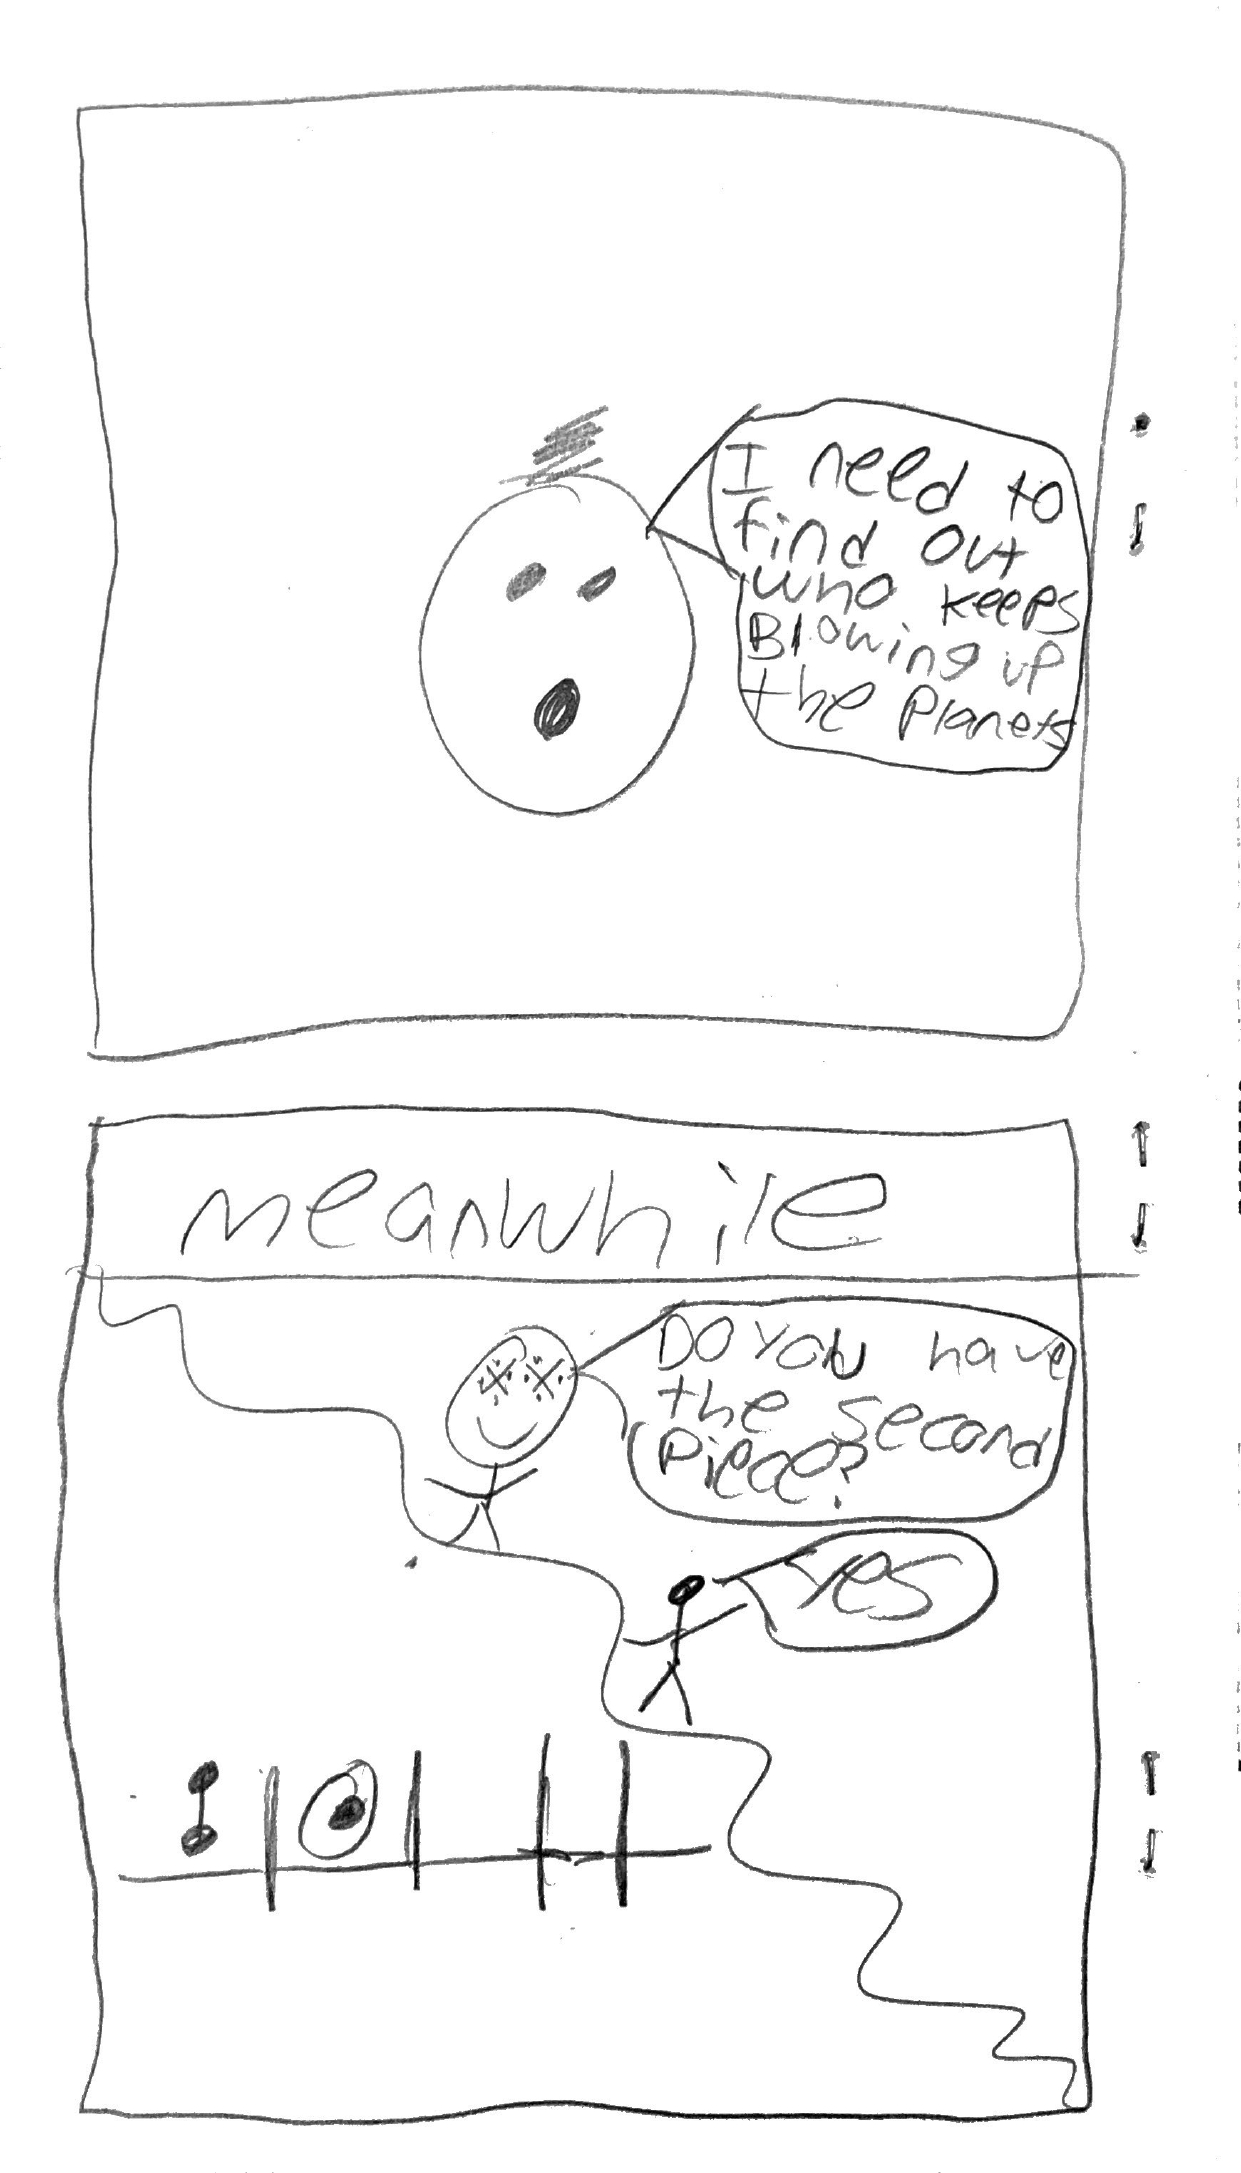 I need to
find out
who keeps
Blowing up
the Planets
meanwhile
Do you have
the second
Piece?
Yes